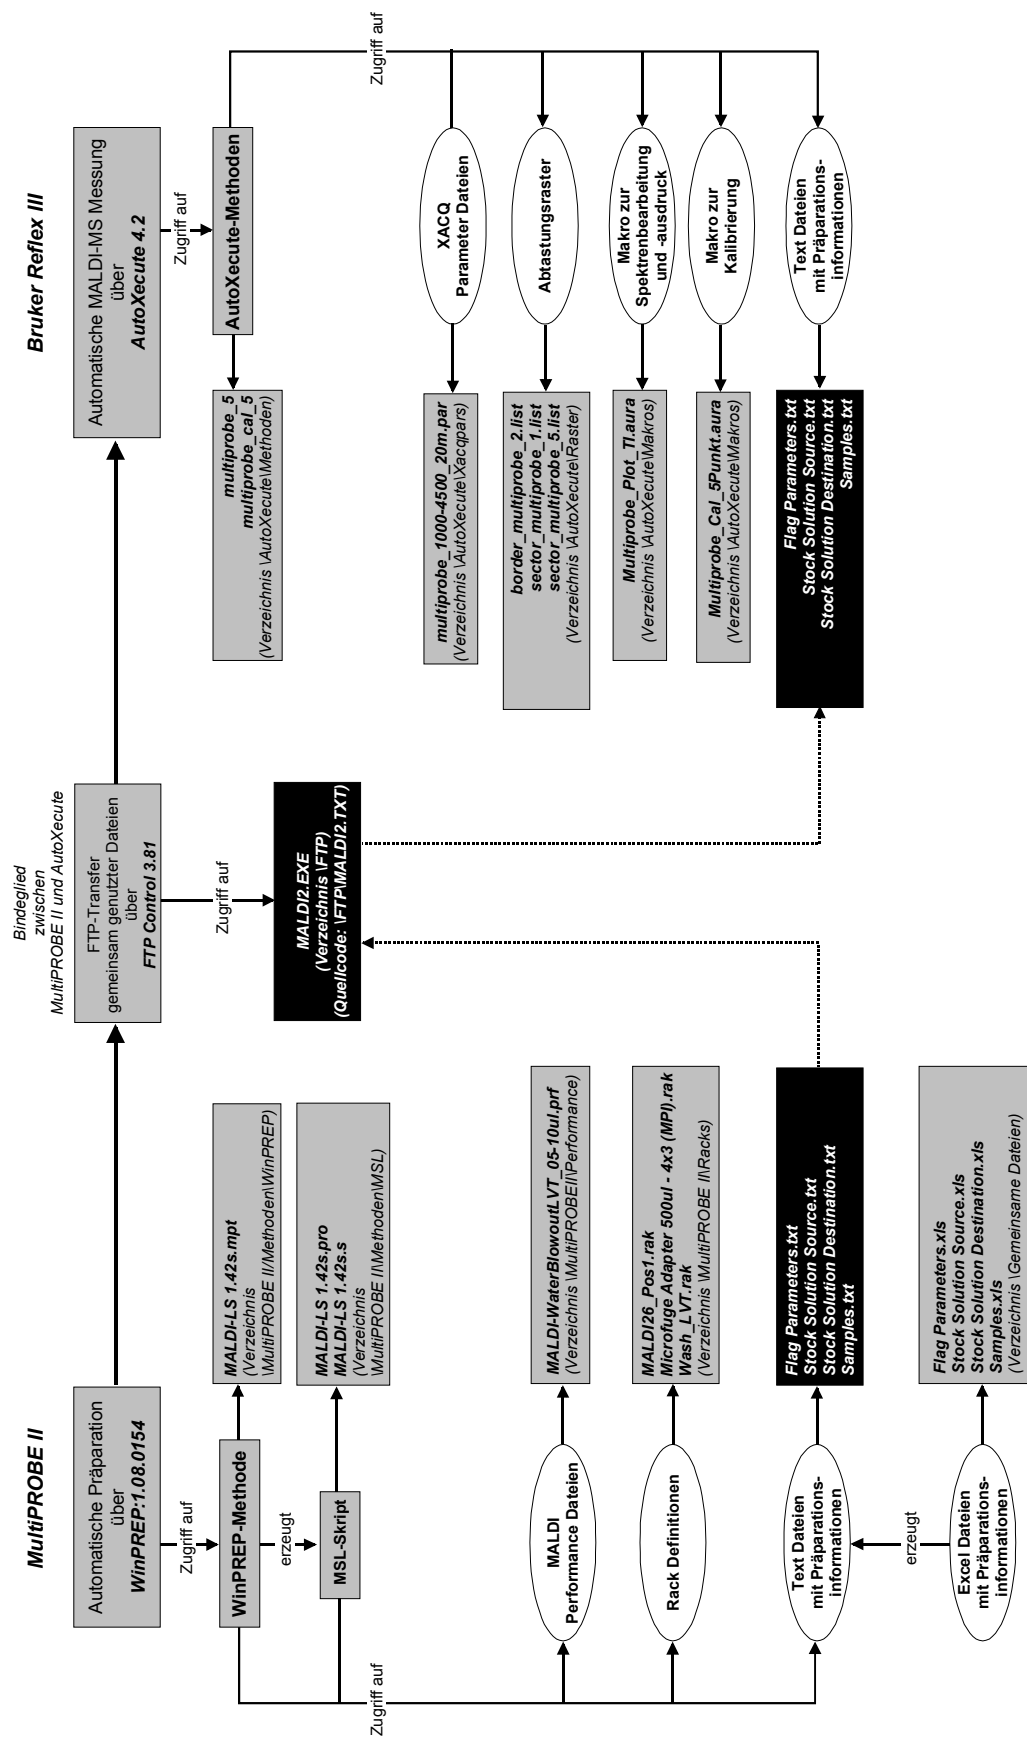 MultiPROBE II
Automatische Präparation
über
WinPREP:1.08.0154
Zugriff auf
WinPREP-Methode
MALDI-LS 1.42s.mpt
(Verzeichnis
\MultiPROBE II/Methoden\WinPREP)
erzeugt
MSL-Skript
MALDI-LS 1.42s.pro
MALDI-LS 1.42s.s
(Verzeichnis
\MultiPROBE II\Methoden\MSL)
Zugriff auf
MALDI
Performance Dateien
MALDI-WaterBlowoutLVT_05-10ul.prf
(Verzeichnis \MultiPROBEII\Performance)
Rack Definitionen
MALDI26_Pos1.rak
Microfuge Adapter 500ul - 4x3 (MPI).rak
Wash_LVT.rak
(Verzeichnis \MultiPROBE II\Racks)
Text Dateien
mit Präparations-
informationen
Flag Parameters.txt
Stock Solution Source.txt
Stock Solution Destination.txt
Samples.txt
erzeugt
Excel Dateien
mit Präparations-
informationen
Flag Parameters.xls
Stock Solution Source.xls
Stock Solution Destination.xls
Samples.xls
(Verzeichnis \Gemeinsame Dateien)
Bindeglied
zwischen
MultiPROBE II und AutoXecute
FTP-Transfer
gemeinsam genutzter Dateien
über
FTP Control 3.81
Zugriff auf
MALDI2.EXE
(Verzeichnis \FTP)
(Quellcode: \FTP\MALDI2.TXT)
Bruker Reflex III
Automatische MALDI-MS Messung
über
AutoXecute 4.2
Zugriff auf
AutoXecute-Methoden
multiprobe_5
multiprobe_cal_5
(Verzeichnis \AutoXecute\Methoden)
Zugriff auf
XACQ
Parameter Dateien
multiprobe_1000-4500_20m.par
(Verzeichnis \AutoXecute\Xacqpars)
Abtastungsraster
border_multiprobe_2.list
sector_multiprobe_1.list
sector_multiprobe_5.list
(Verzeichnis \AutoXecute\Raster)
Makro zur
Spektrenbearbeitung
und -ausdruck
Multiprobe_Plot_TI.aura
(Verzeichnis \AutoXecute\Makros)
Makro zur
Kalibrierung
Multiprobe_Cal_5Punkt.aura
(Verzeichnis \AutoXecute\Makros)
Text Dateien
mit Präparations-
informationen
Flag Parameters.txt
Stock Solution Source.txt
Stock Solution Destination.txt
Samples.txt